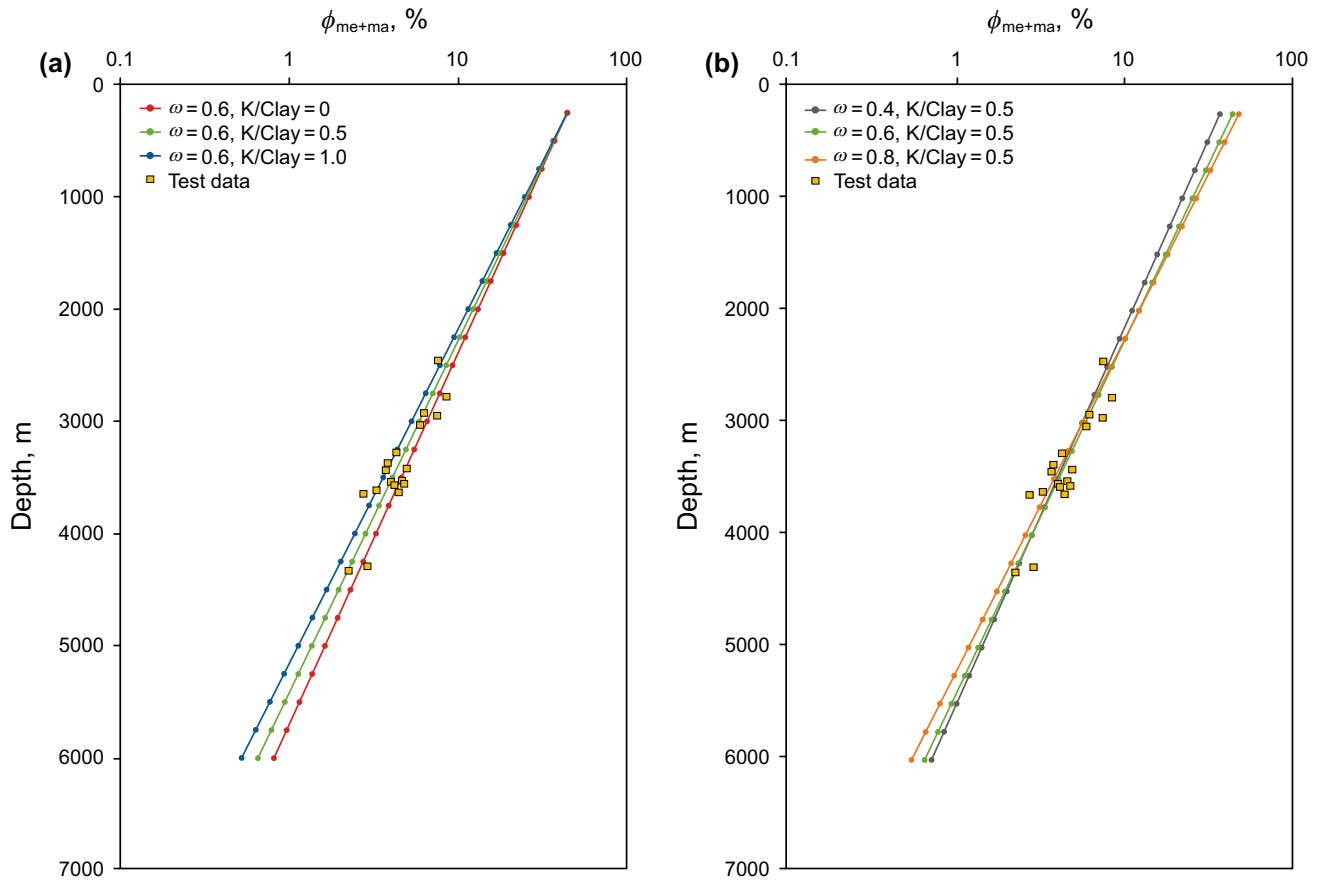 ϕme+ma, %
(a)
0.1 1 10 100
0
1000
2000
3000
4000
5000
6000
7000
Depth, m
ω = 0.6, K/Clay = 0
ω = 0.6, K/Clay = 0.5
ω = 0.6, K/Clay = 1.0
Test data
ϕme+ma, %
(b)
0.1 1 10 100
0
1000
2000
3000
4000
5000
6000
7000
Depth, m
ω = 0.4, K/Clay = 0.5
ω = 0.6, K/Clay = 0.5
ω = 0.8, K/Clay = 0.5
Test data